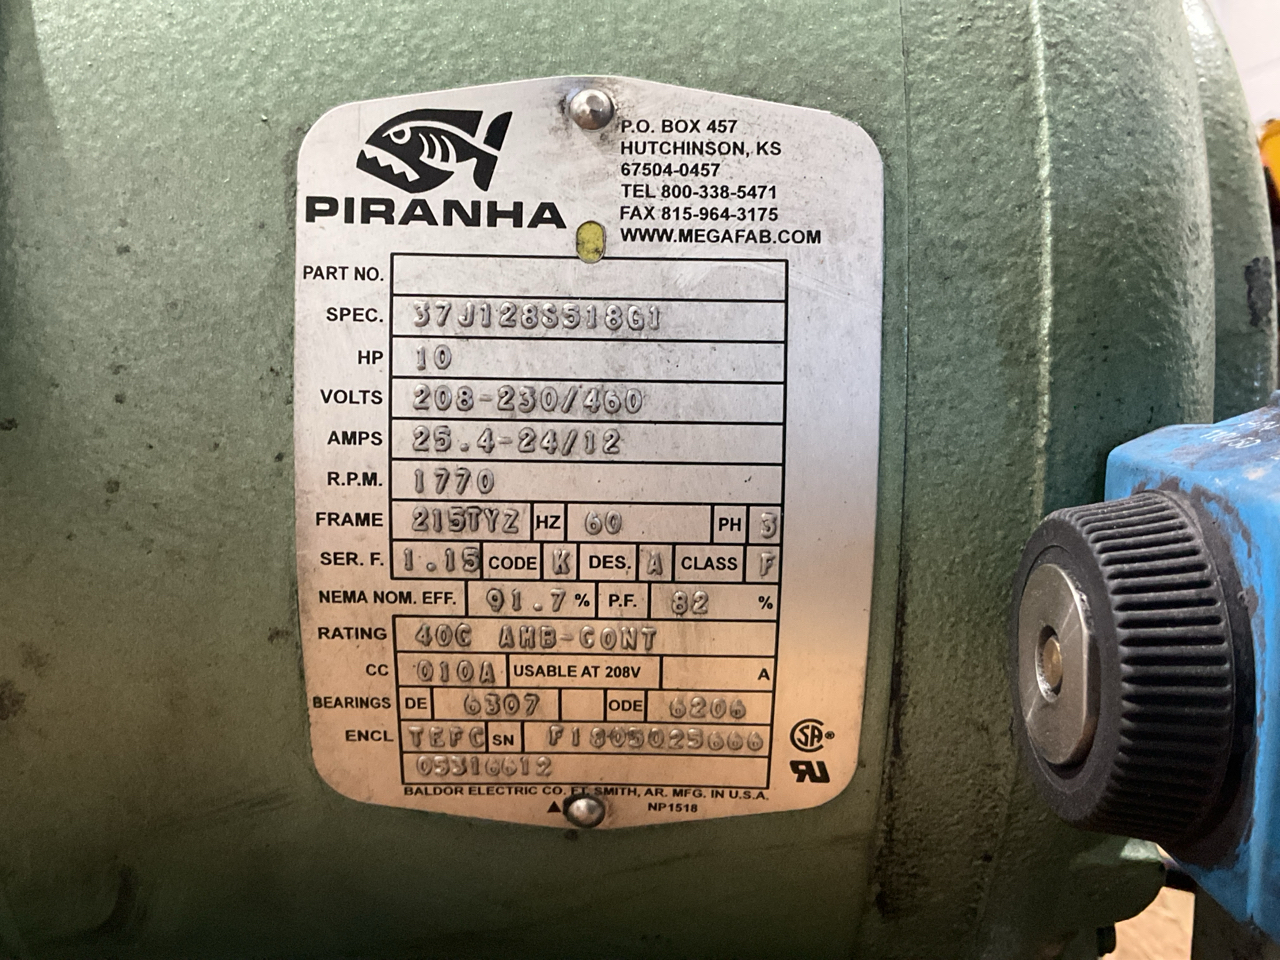 PIRANHA
P.O. BOX 457
HUTCHINSON, KS
67504-0457
TEL 800-338-5471
FAX 815-964-3175
WWW.MEGAFAB.COM
PART NO.
SPEC. 37J128S518G1
HP 10
VOLTS 208-230/460
AMPS 25.4-24/12
R.P.M. 1770
FRAME 215TYZ HZ 60 PH 3
SER. F. 1.15 CODE K DES. A CLASS F
NEMA NOM. EFF. 91.7 % P.F. 82 %
RATING 40C AMB-CONT
CC 010A USABLE AT 208V A
BEARINGS DE 6307 ODE 6206
ENCL TEFC SN F1805025666
05316612
SA®
RU
BALDOR ELECTRIC CO. FT. SMITH, AR. MFG. IN U.S.A.
NP1518